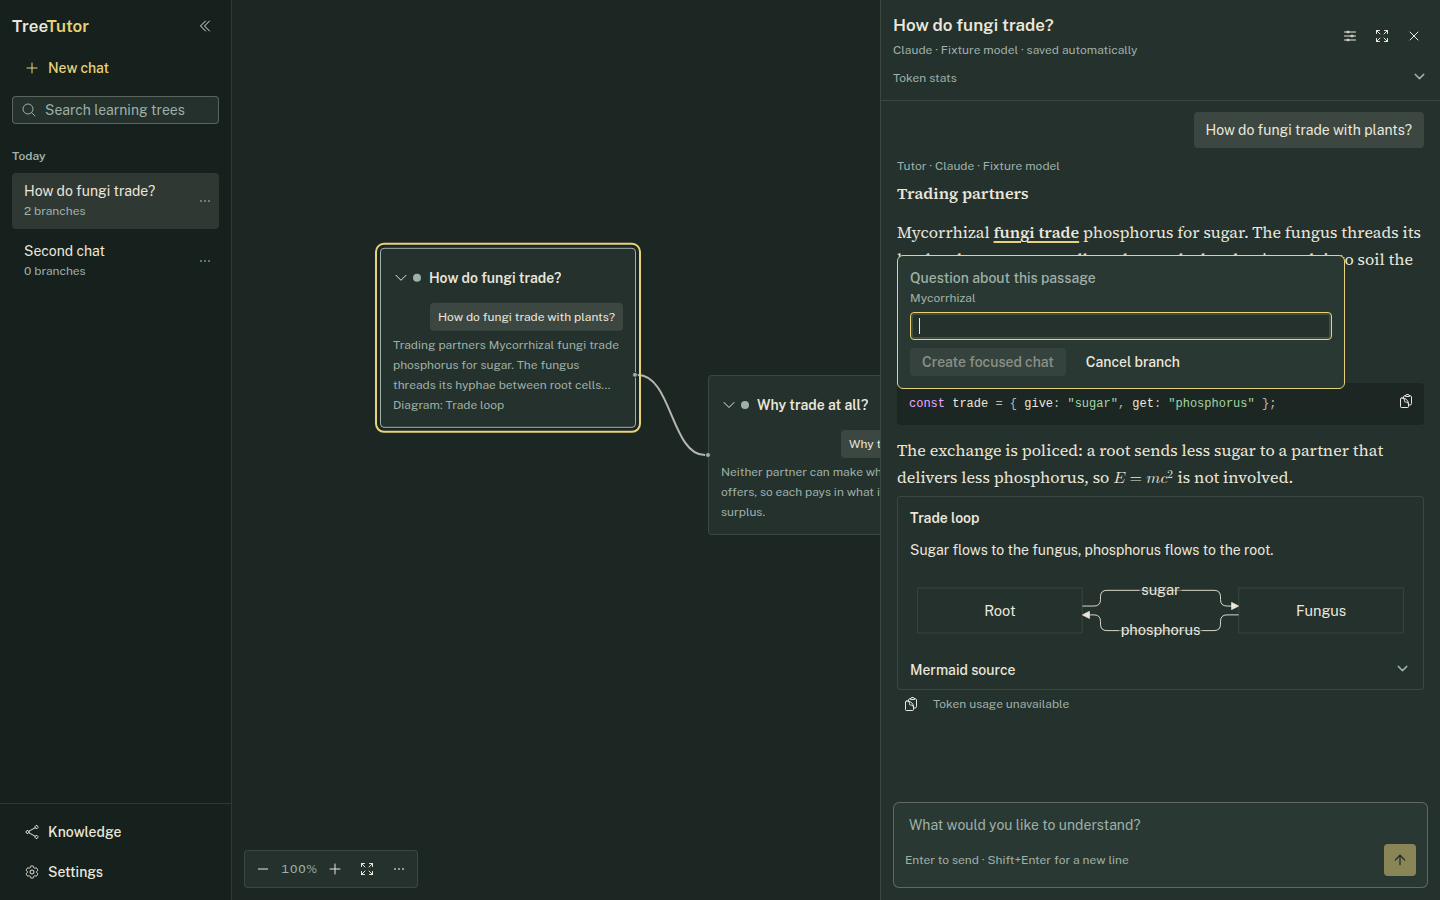 TreeTutor
New chat
Search learning trees
Today
How do fungi trade?
2 branches
Second chat
0 branches
Knowledge
Settings
How do fungi trade?
How do fungi trade with plants?
Trading partners Mycorrhizal fungi trade
phosphorus for sugar. The fungus
threads its hyphae between root cells...
Diagram: Trade loop
Why trade at all?
Why t
Neither partner can make wh
offers, so each pays in what i
surplus.
100%
How do fungi trade?
Claude · Fixture model · saved automatically
Token stats
How do fungi trade with plants?
Tutor · Claude · Fixture model
Trading partners
Mycorrhizal fungi trade phosphorus for sugar. The fungus threads its
o soil the
Question about this passage
Mycorrhizal
Create focused chat Cancel branch
const trade = { give: "sugar", get: "phosphorus" };
The exchange is policed: a root sends less sugar to a partner that
delivers less phosphorus, so E = mc² is not involved.
Trade loop
Sugar flows to the fungus, phosphorus flows to the root.
sugar
Root Fungus
phosphorus
Mermaid source
Token usage unavailable
What would you like to understand?
Enter to send · Shift+Enter for a new line